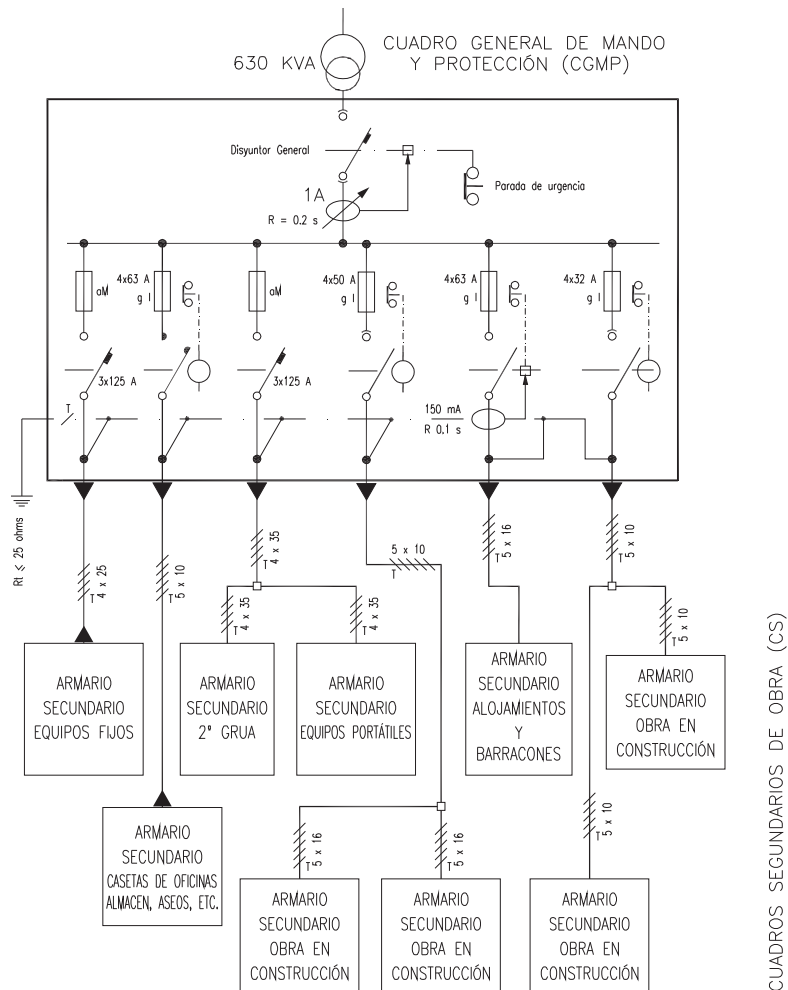 CUADRO GENERAL DE MANDO
Y PROTECCIÓN (CGMP)
630 KVA
Disyuntor General
Parada de urgencia
1A
R = 0.2 s
aM
4x63 A
g l
aM
4x50 A
g l
4x63 A
g l
4x32 A
g l
3x125 A
3x125 A
T
150 mA
R 0.1 s
Rt ≤ 25 ohms
T 4 x 25
T 5 x 10
T 4 x 35
5 x 10
T
T 5 x 16
T 5 x 10
T 4 x 35
T 4 x 35
T 5 x 10
ARMARIO
SECUNDARIO
EQUIPOS FIJOS
ARMARIO
SECUNDARIO
2ª GRUA
ARMARIO
SECUNDARIO
EQUIPOS PORTÁTILES
ARMARIO
SECUNDARIO
ALOJAMIENTOS
Y
BARRACONES
ARMARIO
SECUNDARIO
OBRA EN
CONSTRUCCIÓN
ARMARIO
SECUNDARIO
CASETAS DE OFICINAS
ALMACEN, ASEOS, ETC.
T 5 x 16
T 5 x 16
T 5 x 10
ARMARIO
SECUNDARIO
OBRA EN
CONSTRUCCIÓN
ARMARIO
SECUNDARIO
OBRA EN
CONSTRUCCIÓN
ARMARIO
SECUNDARIO
OBRA EN
CONSTRUCCIÓN
CUADROS SEGUNDARIOS DE OBRA (CS)